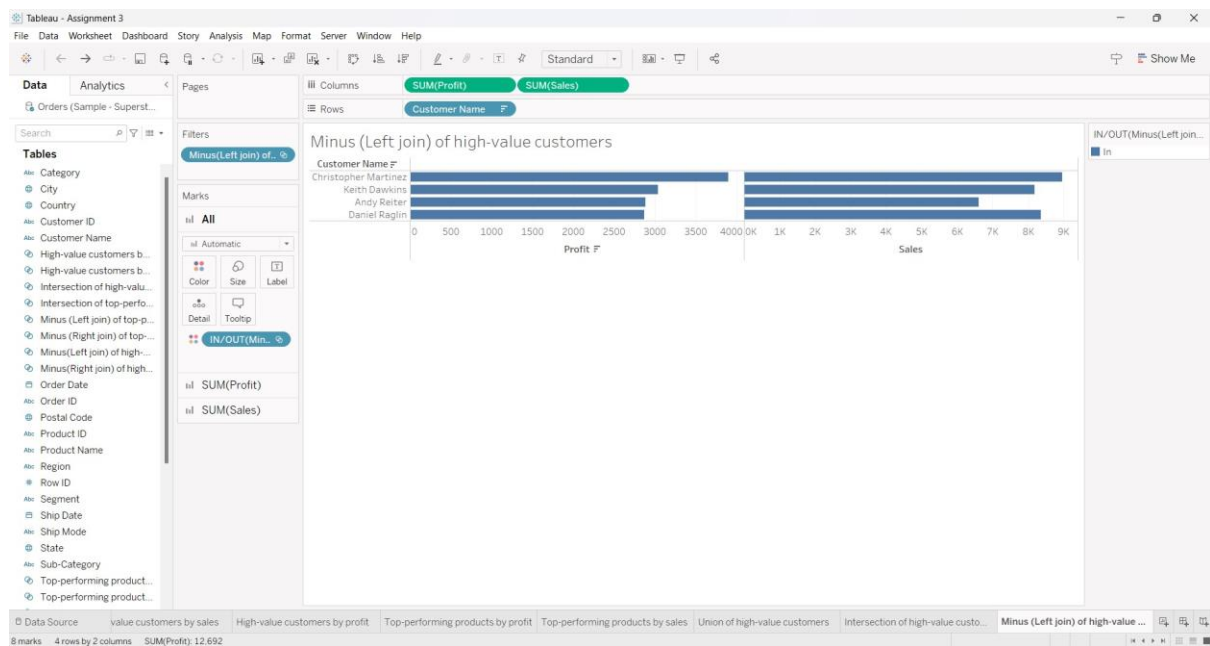 Tableau - Assignment 3
File Data Worksheet Dashboard Story Analysis Map Format Server Window Help
Standard
Show Me
Data Analytics
Orders (Sample - Superst...
Search
Tables
Abc Category
City
Country
Abc Customer ID
Abc Customer Name
High-value customers b...
High-value customers b...
Intersection of high-valu...
Intersection of top-perfo...
Minus (Left join) of top-p...
Minus (Right join) of top-...
Minus(Left join) of high-...
Minus(Right join) of high...
Order Date
Abc Order ID
Postal Code
Abc Product ID
Abc Product Name
Abc Region
Row ID
Abc Segment
Ship Date
Abc Ship Mode
State
Abc Sub-Category
Top-performing product...
Top-performing product...
Pages
Filters
Minus(Left join) of...
Marks
All
Automatic
Color Size Label
Detail Tooltip
IN/OUT(Min...
SUM(Profit)
SUM(Sales)
Columns SUM(Profit) SUM(Sales)
Rows Customer Name
Minus (Left join) of high-value customers
Customer Name
Christopher Martinez
Keith Dawkins
Andy Reiter
Daniel Raglin
0 500 1000 1500 2000 2500 3000 3500 4000 0K 1K 2K 3K 4K 5K 6K 7K 8K 9K
Profit Sales
IN/OUT(Minus(Left join...
In
Data Source value customers by sales High-value customers by profit Top-performing products by profit Top-performing products by sales Union of high-value customers Intersection of high-value custo... Minus (Left join) of high-value ...
8 marks 4 rows by 2 columns SUM(Profit): 12,692